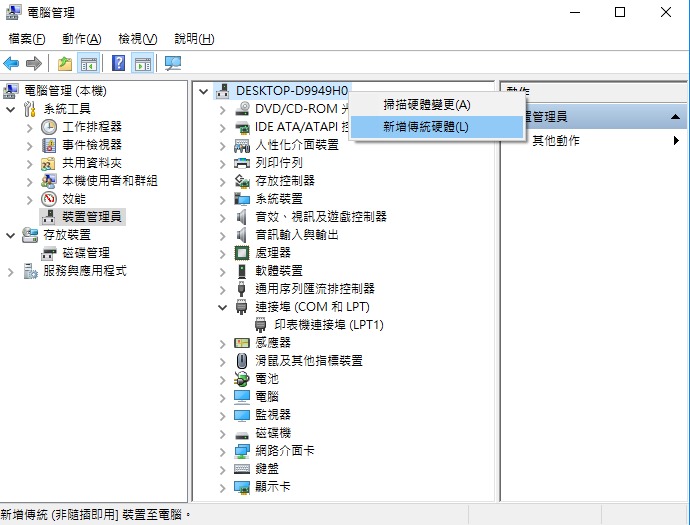 電腦管理
檔案(F) 動作(A) 檢視(V) 說明(H)
電腦管理 (本機)
系統工具
工作排程器
事件檢視器
共用資料夾
本機使用者和群組
效能
裝置管理員
存放裝置
磁碟管理
服務與應用程式
DESKTOP-D9949H0
DVD/CD-ROM
IDE ATA/ATAPI
人性化介面裝置
列印佇列
存放控制器
系統裝置
音效、視訊及遊戲控制器
音訊輸入與輸出
處理器
軟體裝置
通用序列匯流排控制器
連接埠 (COM 和 LPT)
印表機連接埠 (LPT1)
感應器
滑鼠及其他指標裝置
電池
電腦
監視器
磁碟機
網路介面卡
鍵盤
顯示卡
掃描硬體變更(A)
新增傳統硬體(L)
動作
置管理員
其他動作
新增傳統 (非隨插即用] 裝置至電腦。